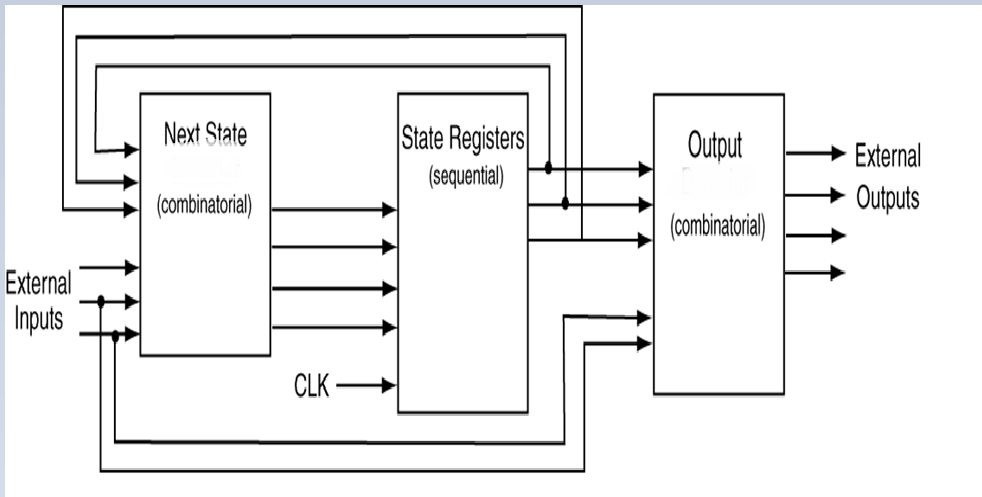 Next State
(combinatorial)
State Registers
(sequential)
Output
(combinatorial)
External
Outputs
External
Inputs
CLK